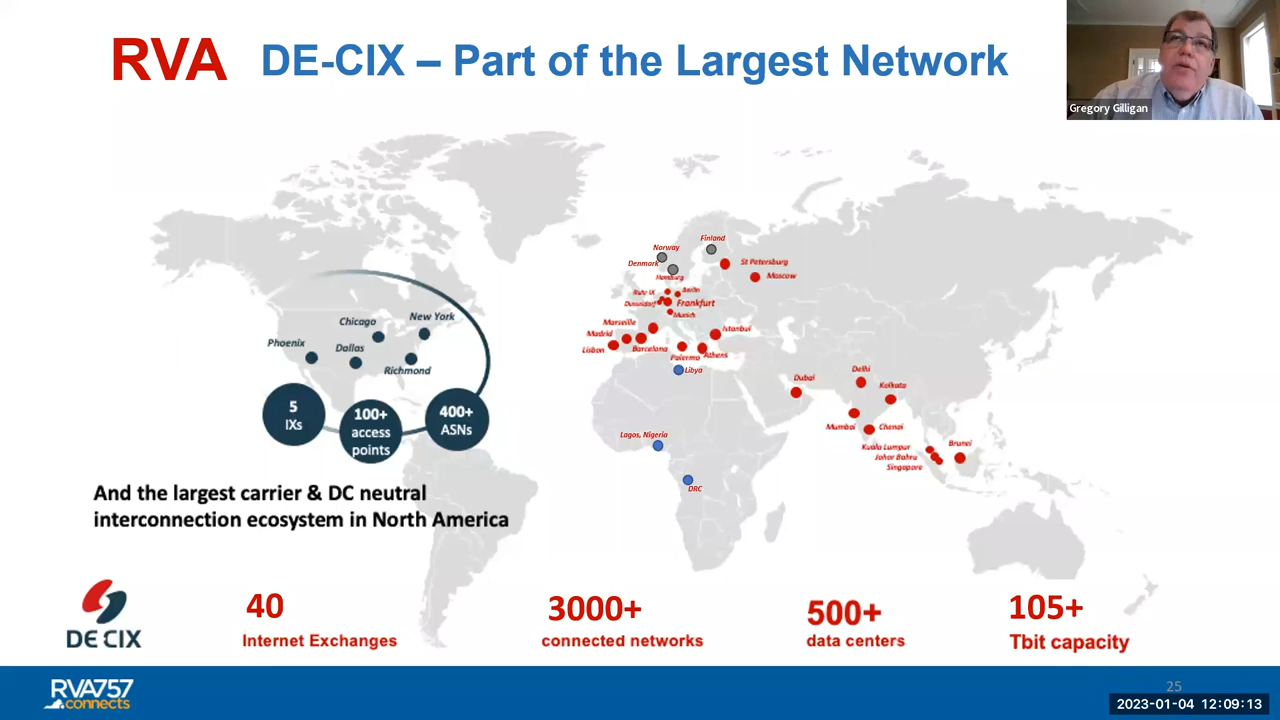 RVA DE-CIX – Part of the Largest Network
Gregory Gilligan
Norway
Finland
Denmark
Hamburg
St Petersburg
Moscow
Ruhr IX
Berlin
Dusseldorf
Frankfurt
Munich
Marseille
Istanbul
Madrid
Lisbon
Barcelona
Palermo
Athens
Libya
Dubai
Delhi
Kolkata
Mumbai
Chenai
Kuala Lumpur
Johor Bahru
Singapore
Brunei
Lagos, Nigeria
DRC
New York
Chicago
Phoenix
Dallas
Richmond
5
IXs
100+
access
points
400+
ASNs
And the largest carrier & DC neutral
interconnection ecosystem in North America
DE CIX
40
Internet Exchanges
3000+
connected networks
500+
data centers
105+
Tbit capacity
RVA757
connects
25
2023-01-04 12:09:13